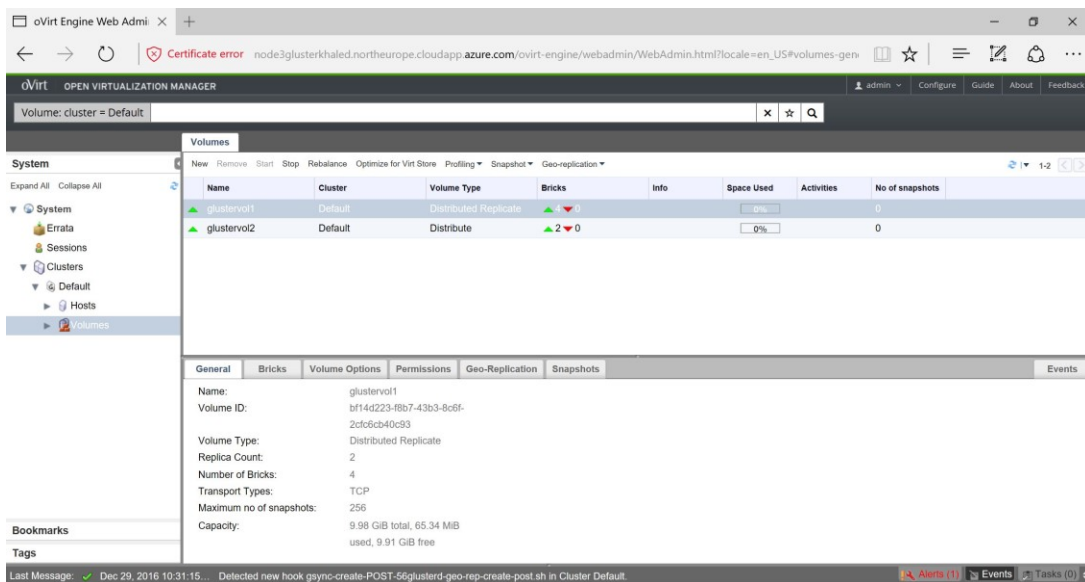 oVirt Engine Web Admi
Certificate error node3glusterkhaled.northeurope.cloudapp.azure.com/ovirt-engine/webadmin/WebAdmin.html?locale=en_US#volumes-gen
oVirt OPEN VIRTUALIZATION MANAGER admin Configure Guide About Feedback
Volume: cluster = Default
Volumes
System
New Remove Start Stop Rebalance Optimize for Virt Store Profiling Snapshot Geo-replication 1-2
Expand All Collapse All
Name Cluster Volume Type Bricks Info Space Used Activities No of snapshots
System
glustervol1 Default Distributed Replicate 4 0 0% 0
Errata
glustervol2 Default Distribute 2 0 0% 0
Sessions
Clusters
Default
Hosts
Volumes
General Bricks Volume Options Permissions Geo-Replication Snapshots Events
Name: glustervol1
Volume ID: bf14d223-f8b7-43b3-8c6f-
2cfc6cb40c93
Volume Type: Distributed Replicate
Replica Count: 2
Number of Bricks: 4
Transport Types: TCP
Maximum no of snapshots: 256
Capacity: 9.98 GiB total, 65.34 MiB
used, 9.91 GiB free
Bookmarks
Tags
Last Message: Dec 29, 2016 10:31:15... Detected new hook gsync-create-POST-56glusterd-geo-rep-create-post.sh in Cluster Default. Alerts (1) Events Tasks (0)